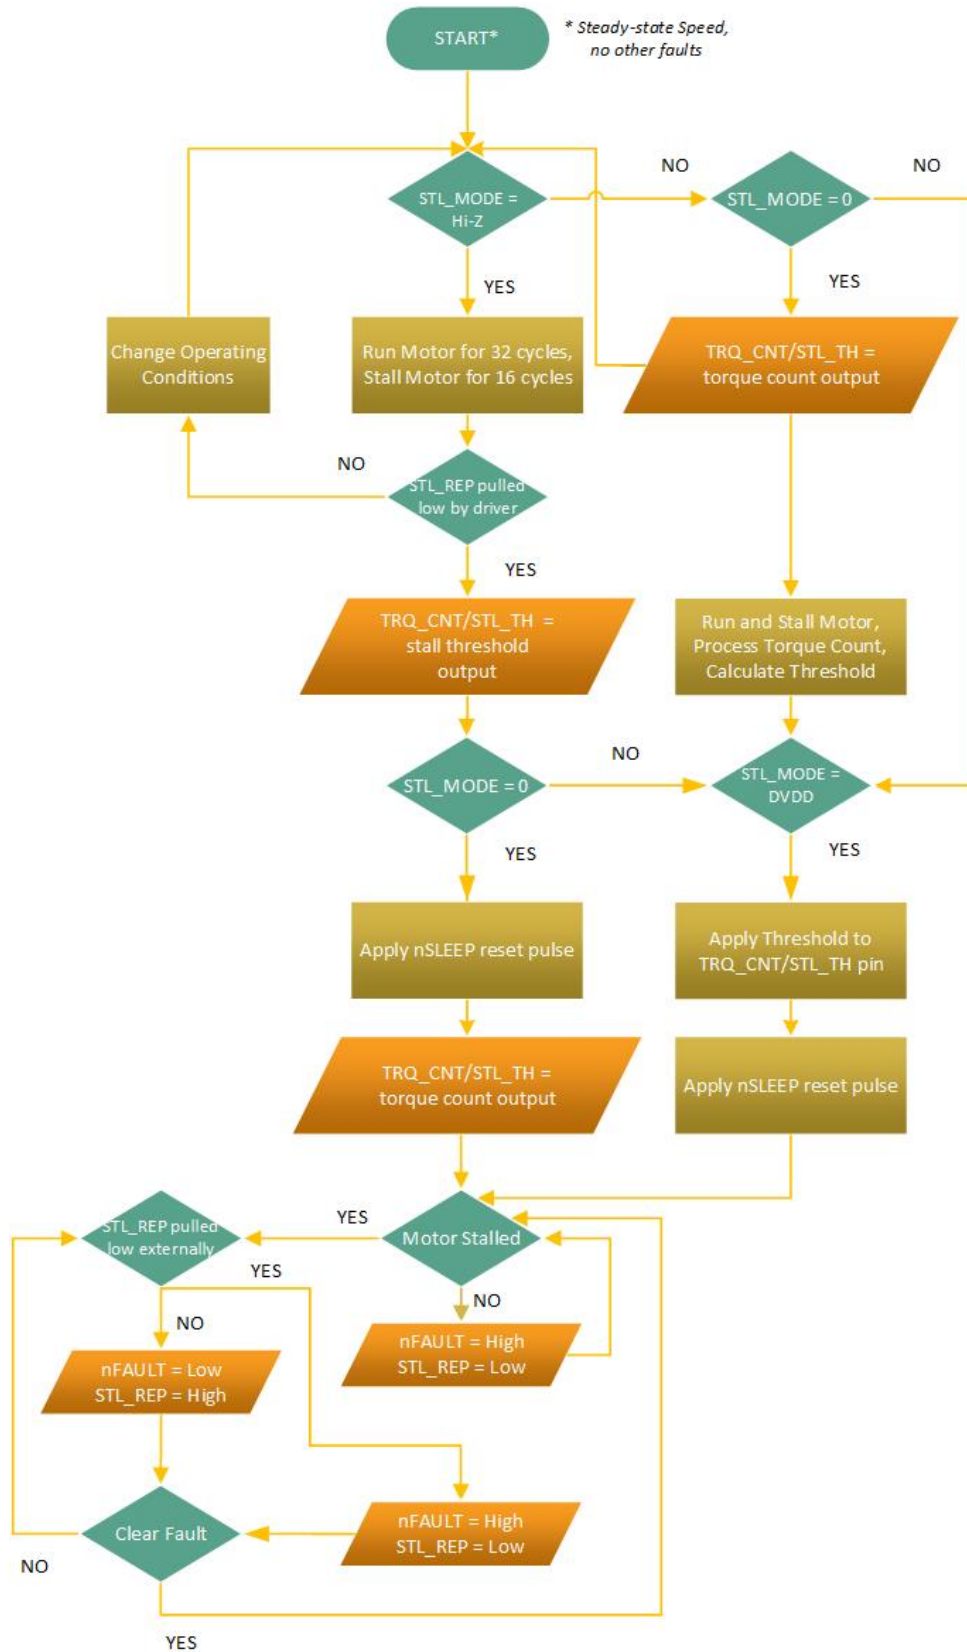 START*
* Steady-state Speed,
no other faults
STL_MODE =
Hi-Z
NO
STL_MODE = 0
NO
YES
YES
Change Operating
Conditions
Run Motor for 32 cycles,
Stall Motor for 16 cycles
TRQ_CNT/STL_TH =
torque count output
NO
STL_REP pulled
low by driver
YES
TRQ_CNT/STL_TH =
stall threshold
output
Run and Stall Motor,
Process Torque Count,
Calculate Threshold
STL_MODE = 0
NO
STL_MODE =
DVDD
YES
YES
Apply nSLEEP reset pulse
Apply Threshold to
TRQ_CNT/STL_TH pin
TRQ_CNT/STL_TH =
torque count output
Apply nSLEEP reset pulse
STL_REP pulled
low externally
YES
Motor Stalled
YES
NO
NO
nFAULT = High
STL_REP = Low
nFAULT = Low
STL_REP = High
Clear Fault
nFAULT = High
STL_REP = Low
NO
YES